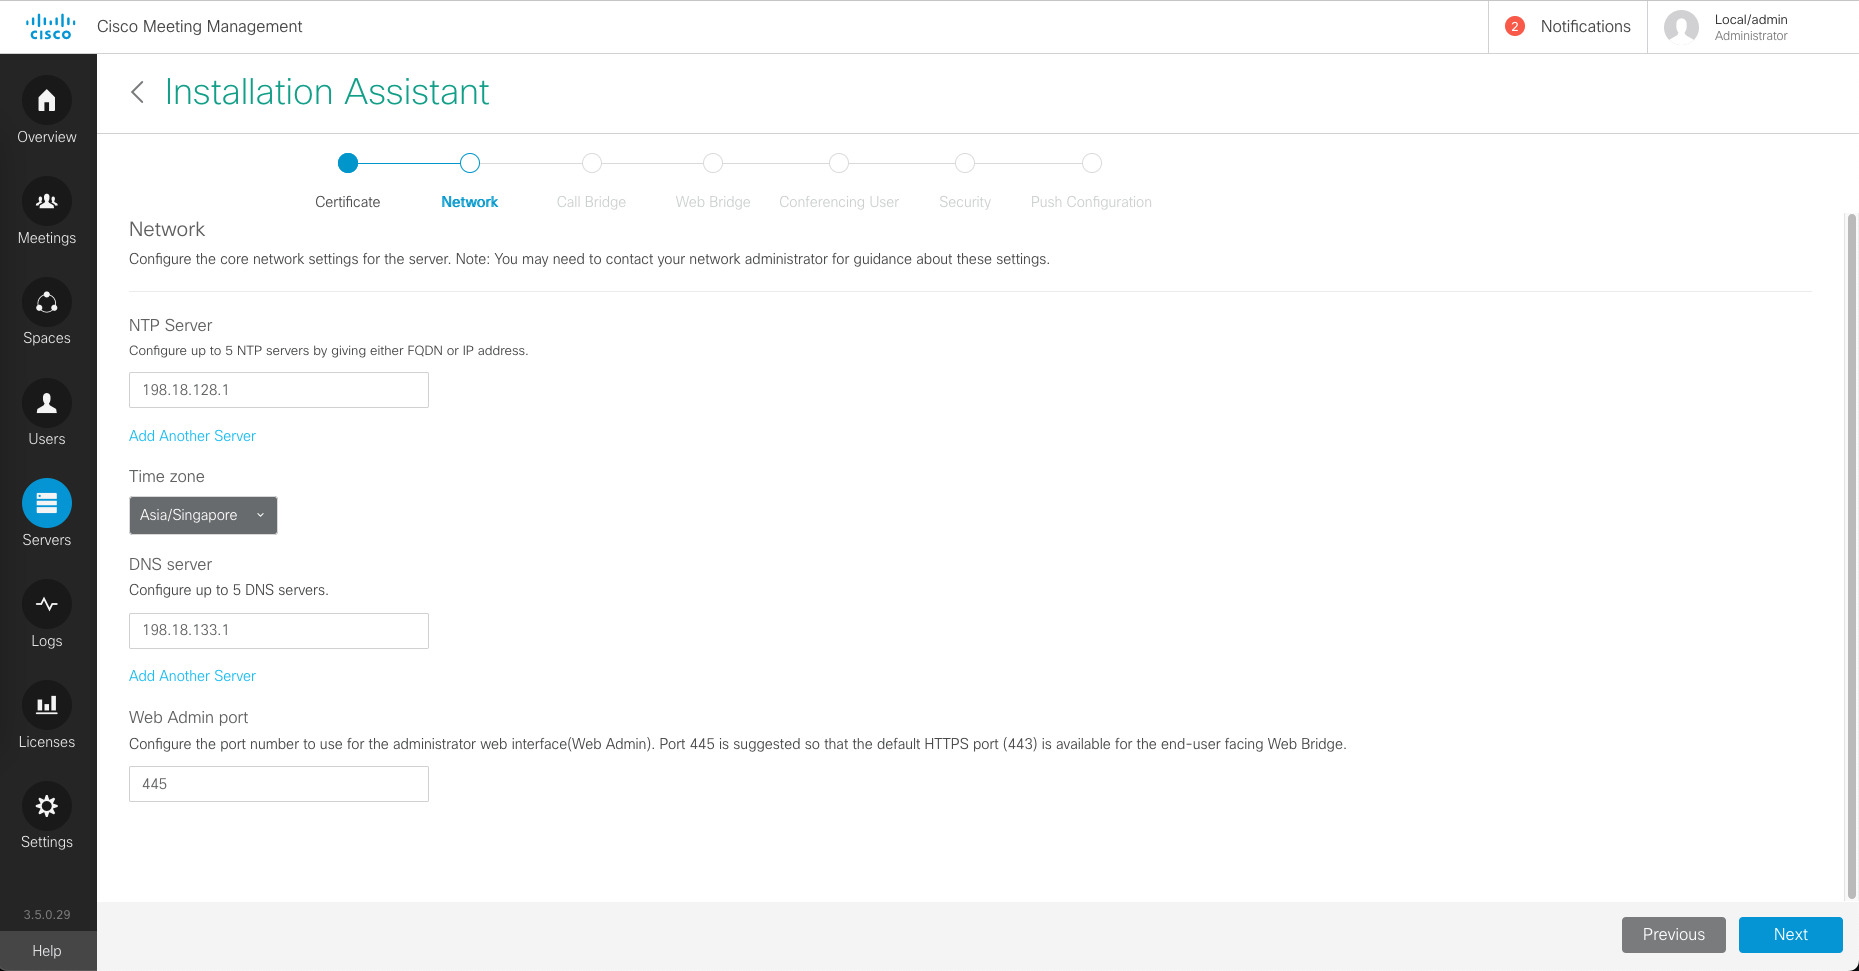 CISCO
Cisco Meeting Management
2 Notifications
Local/admin
Administrator
Overview
Meetings
Spaces
Users
Servers
Logs
Licenses
Settings
3.5.0.29
Help
Installation Assistant
Certificate Network Call Bridge Web Bridge Conferencing User Security Push Configuration
Network
Configure the core network settings for the server. Note: You may need to contact your network administrator for guidance about these settings.
NTP Server
Configure up to 5 NTP servers by giving either FQDN or IP address.
198.18.128.1
Add Another Server
Time zone
Asia/Singapore
DNS server
Configure up to 5 DNS servers.
198.18.133.1
Add Another Server
Web Admin port
Configure the port number to use for the administrator web interface(Web Admin). Port 445 is suggested so that the default HTTPS port (443) is available for the end-user facing Web Bridge.
445
Previous Next